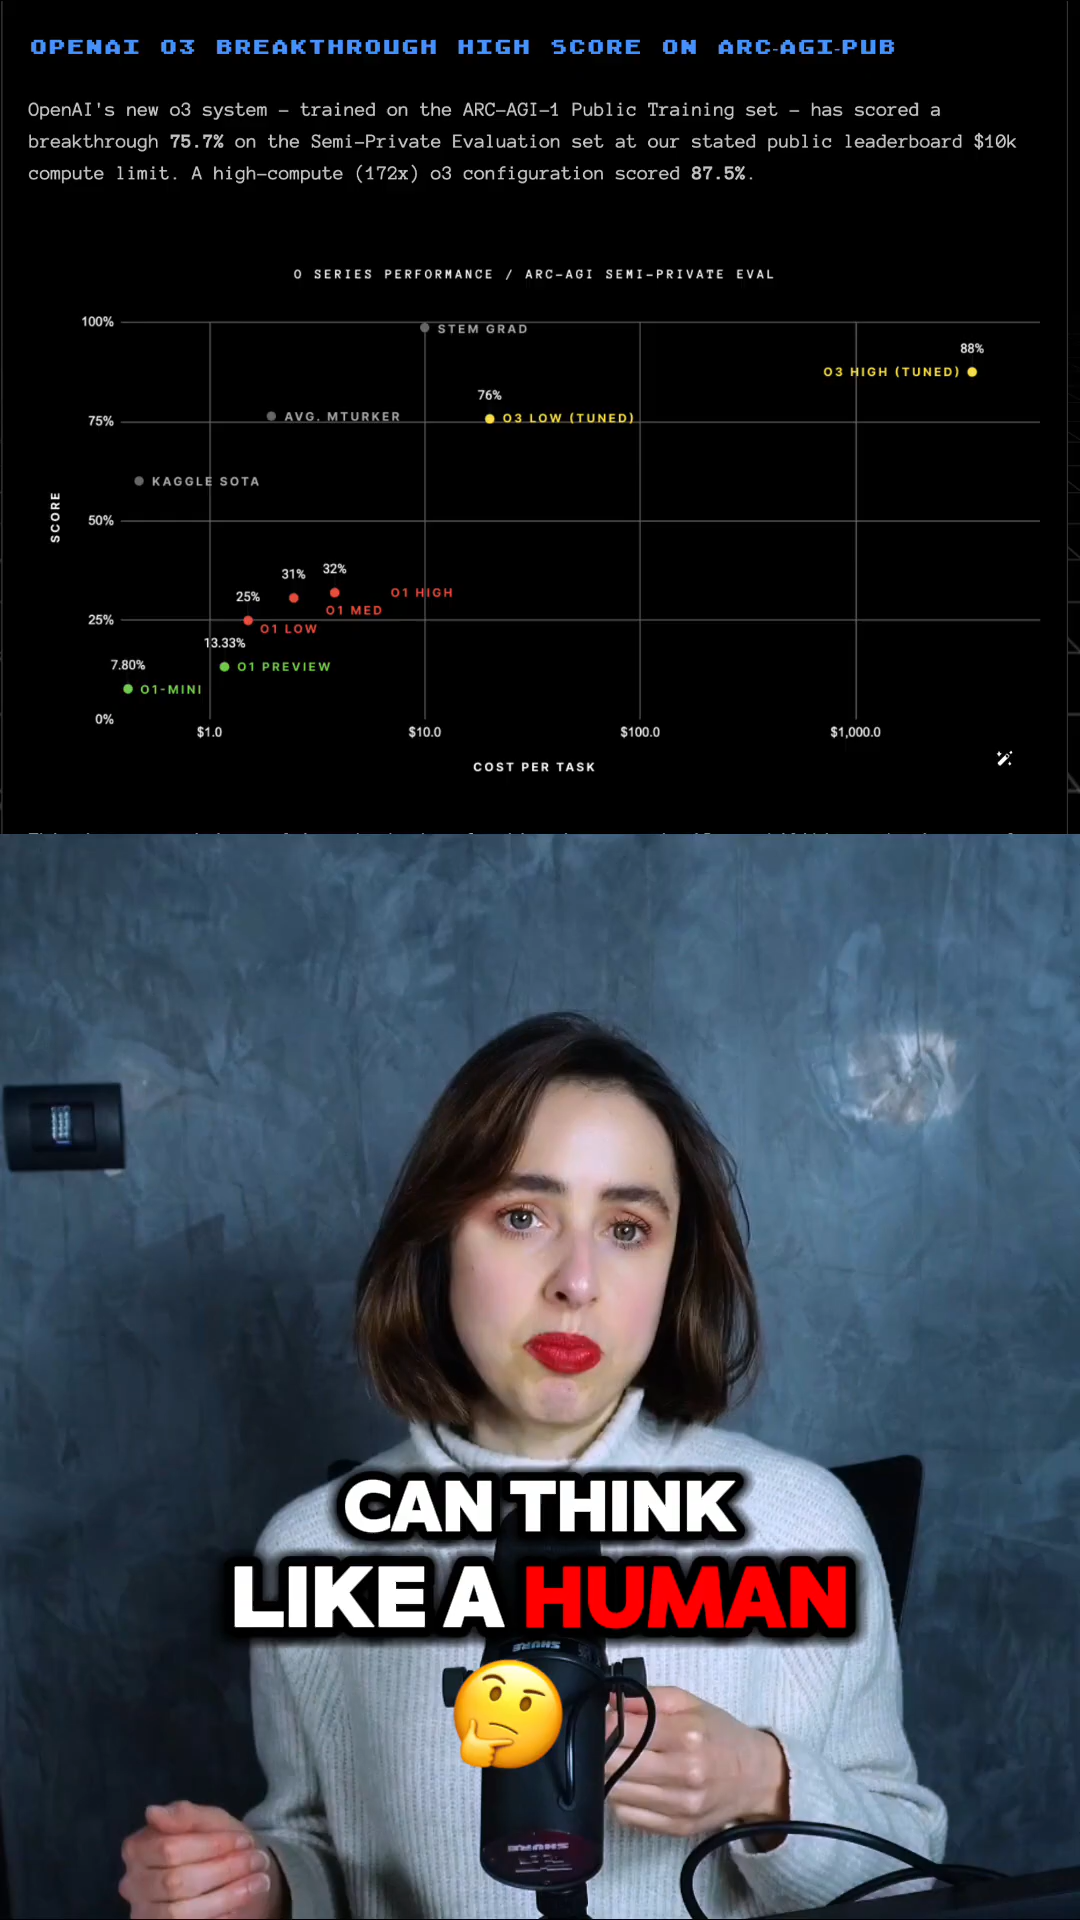 OPENAI O3 BREAKTHROUGH HIGH SCORE ON ARC-AGI-PUB
OpenAI's new o3 system - trained on the ARC-AGI-1 Public Training set - has scored a
breakthrough 75.7% on the Semi-Private Evaluation set at our stated public leaderboard $10k
compute limit. A high-compute (172x) o3 configuration scored 87.5%.
O SERIES PERFORMANCE / ARC-AGI SEMI-PRIVATE EVAL
100%
STEM GRAD
88%
O3 HIGH (TUNED)
76%
AVG. MTURKER
O3 LOW (TUNED)
75%
KAGGLE SOTA
SCORE
50%
32%
31%
O1 HIGH
25%
O1 MED
25%
O1 LOW
13.33%
7.80%
O1 PREVIEW
O1-MINI
0%
$1.0
$10.0
$100.0
$1,000.0
COST PER TASK
CAN THINK
LIKE A HUMAN
SHURE
SHURE